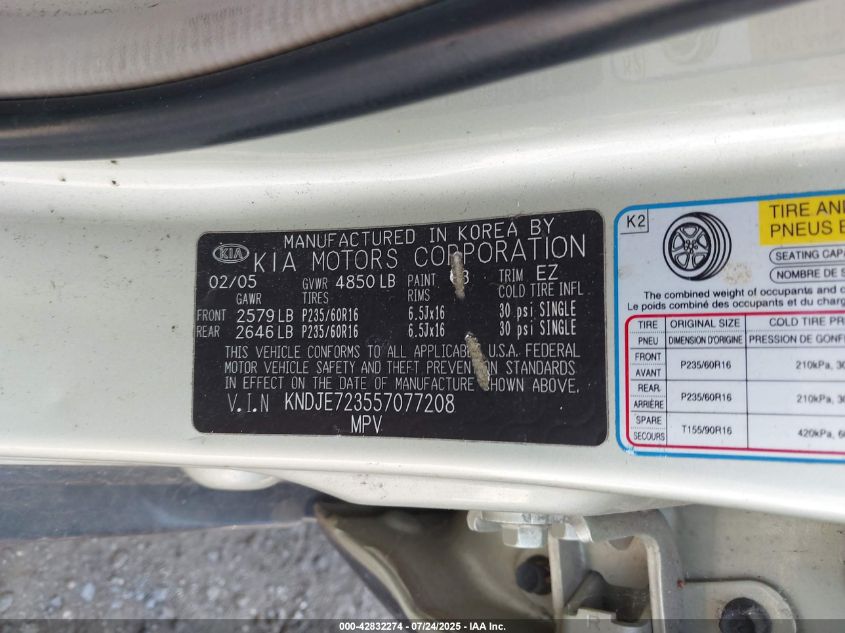 MANUFACTURED IN KOREA BY
KIA KIA MOTORS CORPORATION
02/05 GVWR 4850 LB PAINT TRIM EZ
GAWR TIRES RIMS COLD TIRE INFL
FRONT 2579 LB P235/60R16 6.5Jx16 30 psi SINGLE
REAR 2646 LB P235/60R16 6.5Jx16 30 psi SINGLE
THIS VEHICLE CONFORMS TO ALL APPLICABLE U.S.A. FEDERAL
MOTOR VEHICLE SAFETY AND THEFT PREVENTION STANDARDS
IN EFFECT ON THE DATE OF MANUFACTURE SHOWN ABOVE.
V.I.N KNDJE723557077208
MPV
K2
TIRE AND
PNEUS
SEATING
NOMBRE DE
The combined weight of occupants and
Le poids combiné des occupants et du
TIRE ORIGINAL SIZE COLD TIRE
PNEU DIMENSION D'ORIGINE PRESSION DE
FRONT
AVANT
P235/60R16 210kPa,
REAR
ARRIÈRE
P235/60R16 210kPa,
SPARE
SECOURS
T155/90R16 420kPa,
000-42832274 - 07/24/2025 - IAA Inc.